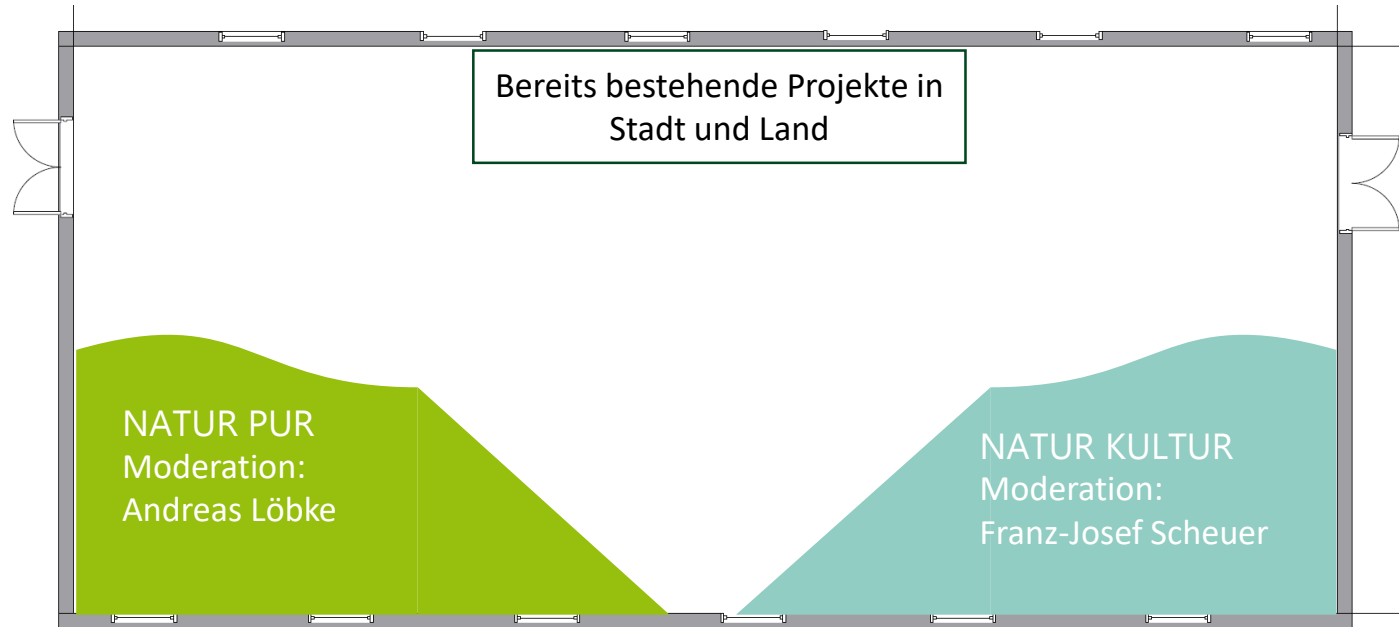 Bereits bestehende Projekte in
Stadt und Land
NATUR PUR
Moderation:
Andreas Löbke
NATUR KULTUR
Moderation:
Franz-Josef Scheuer